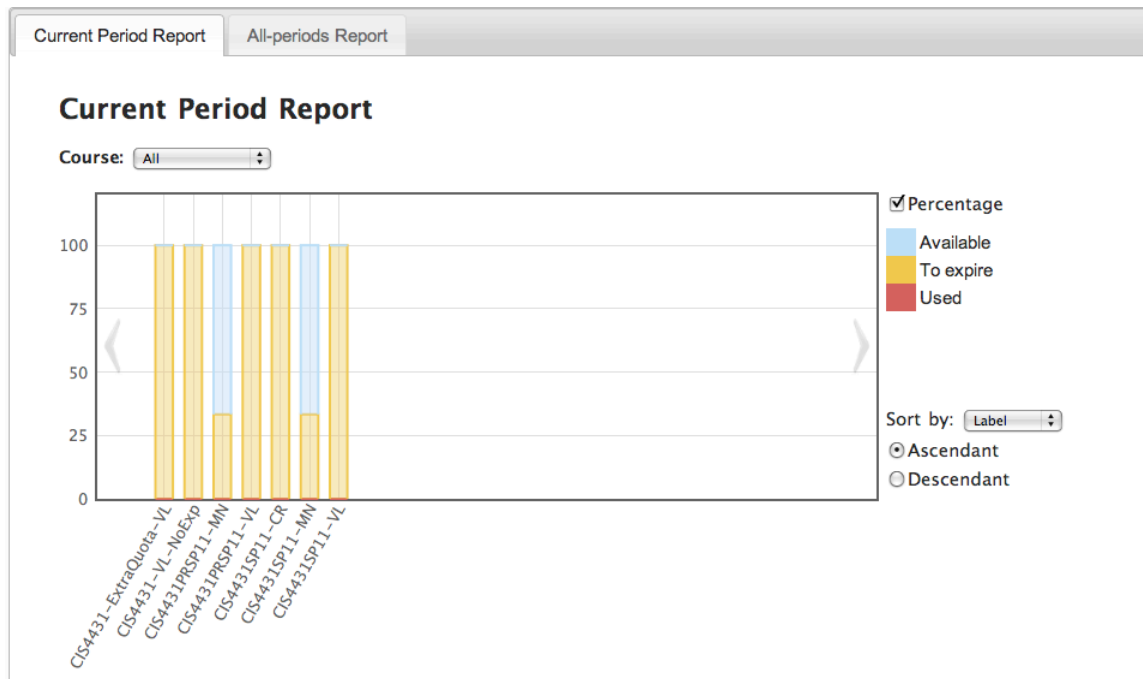 Current Period Report All-periods Report
Current Period Report
Course: All
Percentage
Available
To expire
Used
100
75
50
25
0
Sort by: Label
Ascendant
Descendant
CIS4431-ExtraQuota-VL
CIS4431-VL-NoExp
CIS4431PRSP11-MN
CIS4431PRSP11-VL
CIS4431SP11-CR
CIS4431SP11-MN
CIS4431SP11-VL